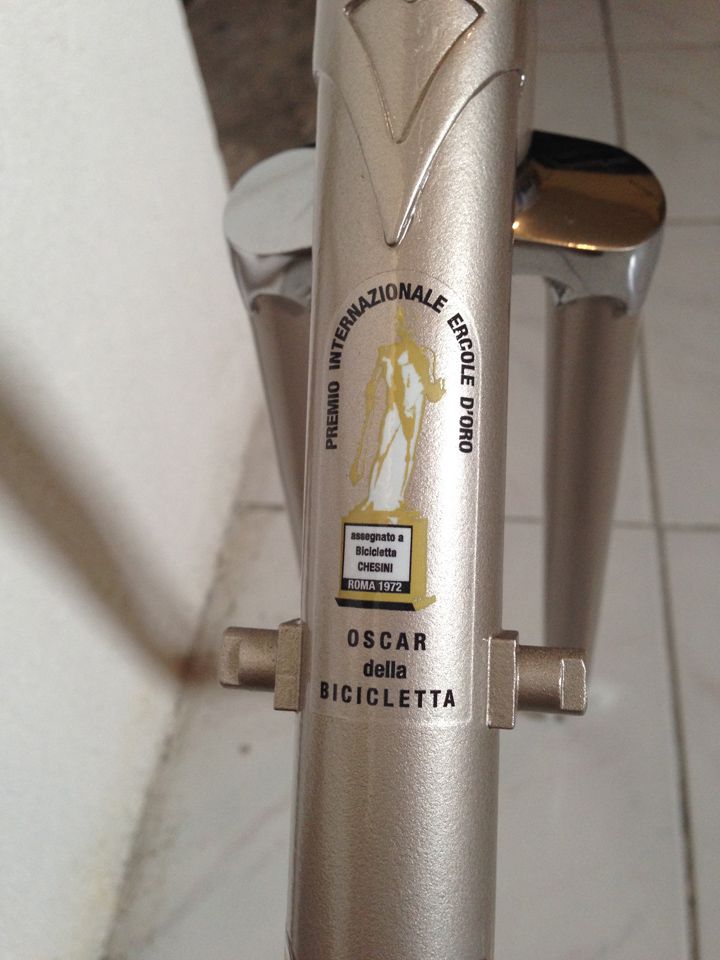 PREMIO INTERNAZIONALE ERCOLE D'ORO
assegnato a
Bicicletta
CHESINI
ROMA 1972
OSCAR
della
BICICLETTA